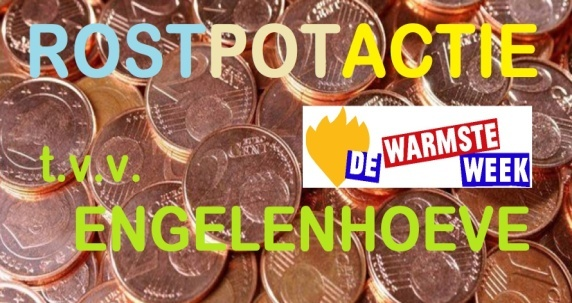 ROSTPOTACTIE
DE WARMSTE
WEEK
t.v.v.
ENGELENHOEVE